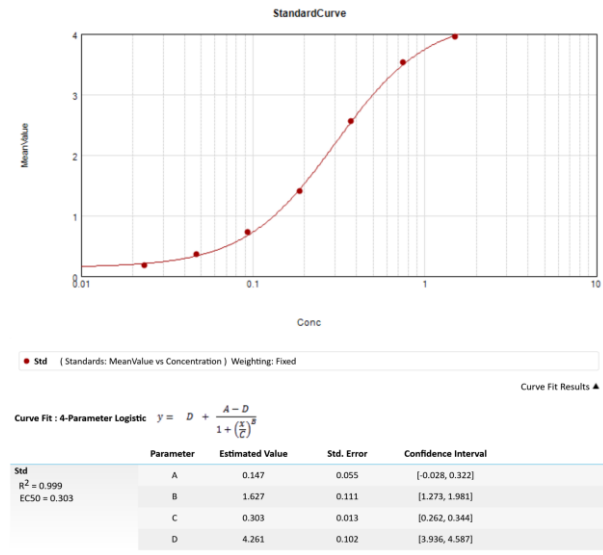 StandardCurve
4
3
2
1
0
0.01
0.1
1
10
MeanValue
Conc
Std ( Standards: MeanValue vs Concentration ) Weighting: Fixed
Curve Fit Results ▲
Curve Fit : 4-Parameter Logistic y = D + A - D / 1 + (x/C)^B
Parameter Estimated Value Std. Error Confidence Interval
Std
R2 = 0.999
EC50 = 0.303
A 0.147 0.055 [-0.028, 0.322]
B 1.627 0.111 [1.273, 1.981]
C 0.303 0.013 [0.262, 0.344]
D 4.261 0.102 [3.936, 4.587]